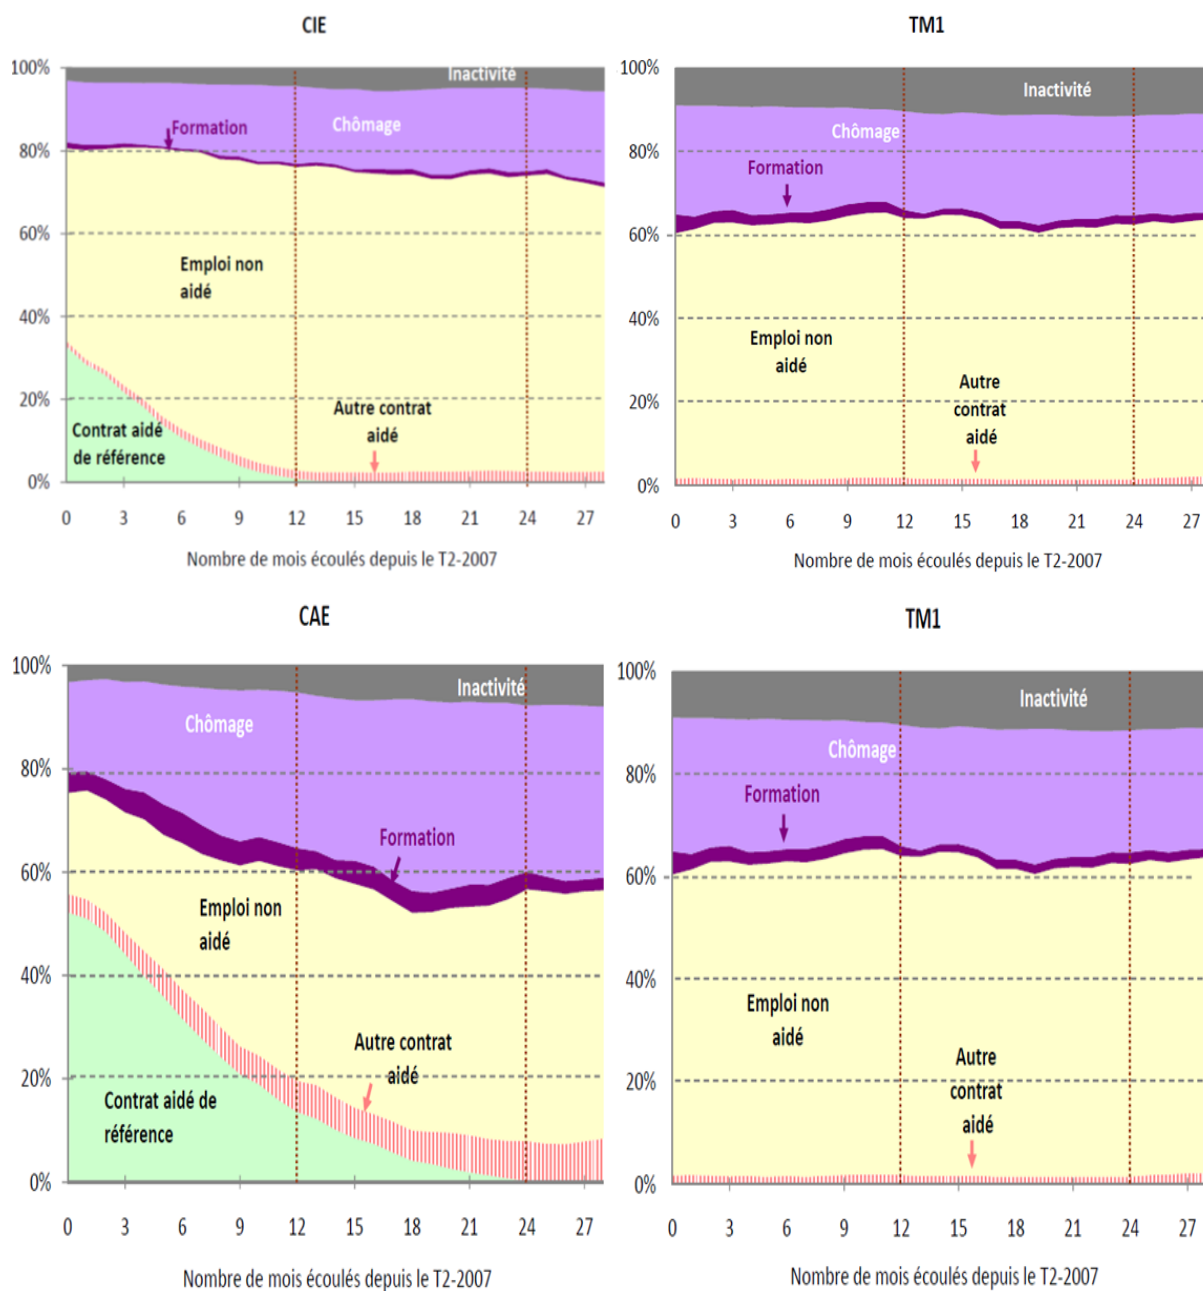 CIE
100%
80%
60%
40%
20%
0%
Inactivité
Formation
Chômage
Emploi non
aidé
Autre contrat
aidé
Contrat aidé
de référence
0 3 6 9 12 15 18 21 24 27
Nombre de mois écoulés depuis le T2-2007
TM1
100%
80%
60%
40%
20%
0%
Inactivité
Chômage
Formation
Emploi non
aidé
Autre
contrat
aidé
0 3 6 9 12 15 18 21 24 27
Nombre de mois écoulés depuis le T2-2007
CAE
100%
80%
60%
40%
20%
0%
Inactivité
Chômage
Formation
Emploi non
aidé
Autre contrat
aidé
Contrat aidé de
référence
0 3 6 9 12 15 18 21 24 27
Nombre de mois écoulés depuis le T2-2007
TM1
100%
80%
60%
40%
20%
0%
Inactivité
Chômage
Formation
Emploi non
aidé
Autre
contrat
aidé
0 3 6 9 12 15 18 21 24 27
Nombre de mois écoulés depuis le T2-2007